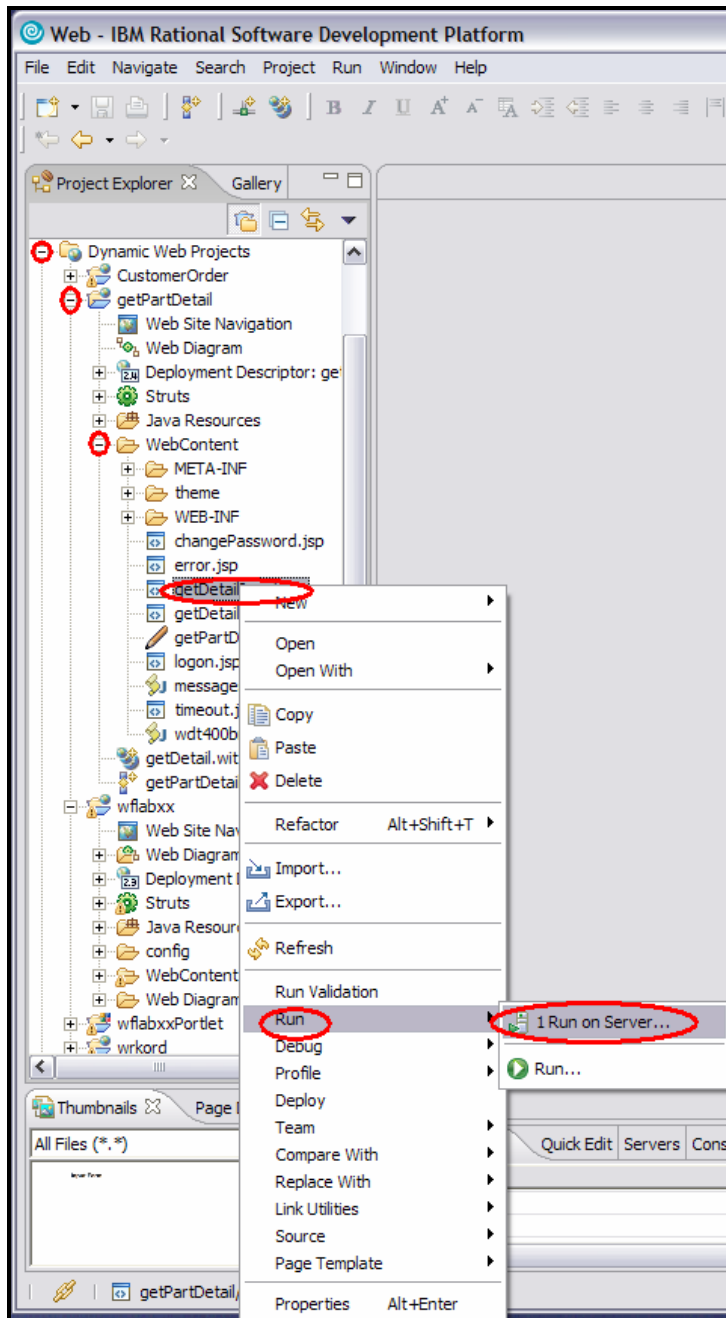 Web - IBM Rational Software Development Platform
File Edit Navigate Search Project Run Window Help
B I U A+ A-
Project Explorer Gallery
Dynamic Web Projects
CustomerOrder
getPartDetail
Web Site Navigation
Web Diagram
2.4 Deployment Descriptor: ge
Struts
Java Resources
WebContent
META-INF
theme
WEB-INF
changePassword.jsp
error.jsp
getDetail
getDetail
getPartD
logon.jsp
message
timeout.j
wdt400b
getDetail.wit
getPartDetai
wflabxx
Web Site Nav
Web Diagram
2.3 Deployment
Struts
Java Resour
config
WebContent
Web Diagram
wflabxxPortlet
wrkord
New
Open
Open With
Copy
Paste
Delete
Refactor Alt+Shift+T
Import...
Export...
Refresh
Run Validation
Run
Debug
Profile
Deploy
Team
Compare With
Replace With
Link Utilities
Source
Page Template
Properties Alt+Enter
1 Run on Server...
Run...
Thumbnails Page
All Files (*.*)
Quick Edit Servers Cons
getPartDetail/